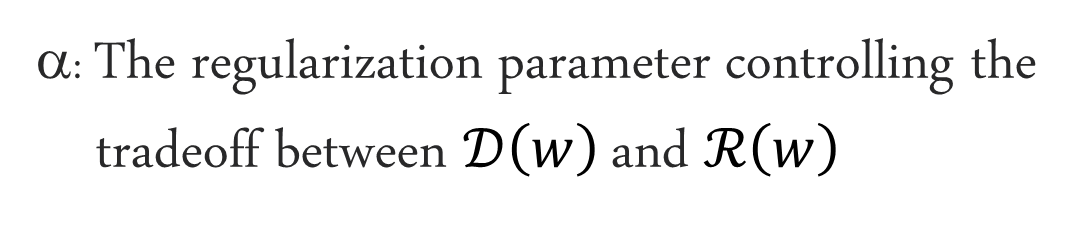 α: The regularization parameter controlling the
tradeoff between 𝒟(w) and ℛ(w)